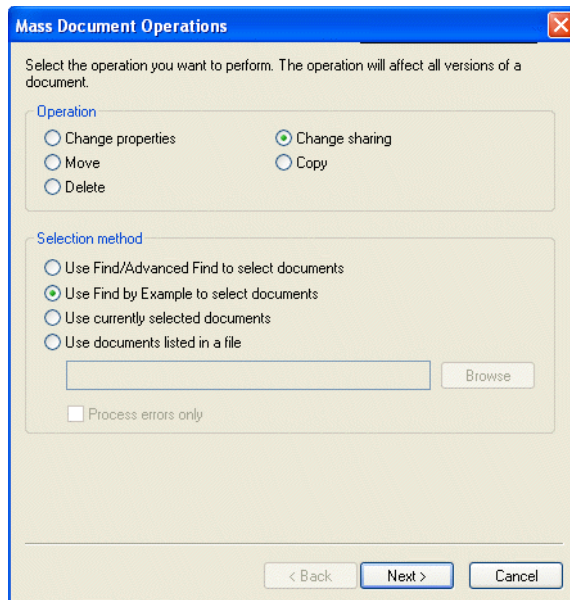 Mass Document Operations
Select the operation you want to perform. The operation will affect all versions of a
document.
Operation
Change properties
Change sharing
Move
Copy
Delete
Selection method
Use Find/Advanced Find to select documents
Use Find by Example to select documents
Use currently selected documents
Use documents listed in a file
Browse
Process errors only
< Back
Next >
Cancel